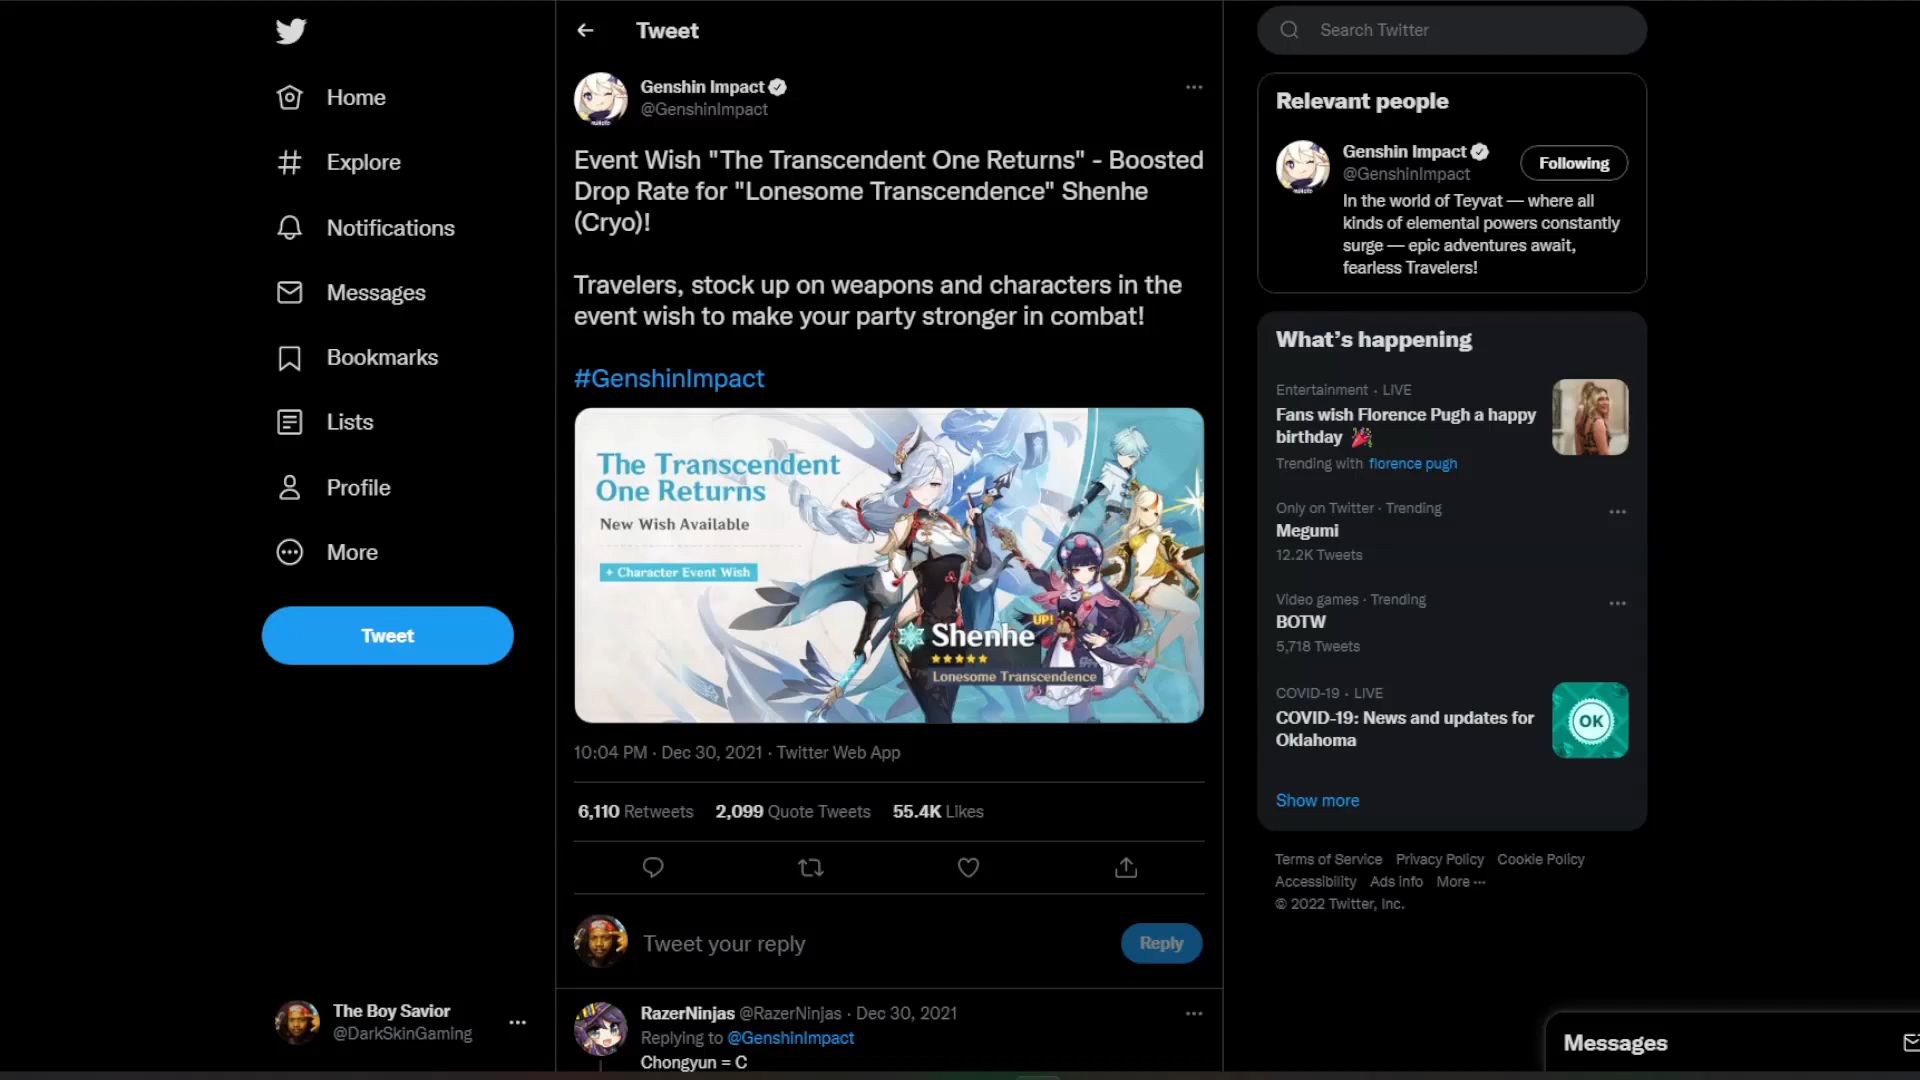 Home
Explore
Notifications
Messages
Bookmarks
Lists
Profile
More
Tweet
The Boy Savior
@DarkSkinGaming
Tweet
Genshin Impact
@GenshinImpact
Event Wish "The Transcendent One Returns" - Boosted
Drop Rate for "Lonesome Transcendence" Shenhe
(Cryo)!
Travelers, stock up on weapons and characters in the
event wish to make your party stronger in combat!
#GenshinImpact
The Transcendent
One Returns
New Wish Available
+ Character Event Wish
UP!
Shenhe
Lonesome Transcendence
10:04 PM · Dec 30, 2021 · Twitter Web App
6,110 Retweets 2,099 Quote Tweets 55.4K Likes
Tweet your reply
Reply
RazerNinjas @RazerNinjas · Dec 30, 2021
Replying to @GenshinImpact
Chongyun = C
Search Twitter
Relevant people
Genshin Impact
@GenshinImpact
Following
In the world of Teyvat — where all
kinds of elemental powers constantly
surge — epic adventures await,
fearless Travelers!
What's happening
Entertainment · LIVE
Fans wish Florence Pugh a happy
birthday 🎉
Trending with florence pugh
Only on Twitter · Trending
Megumi
12.2K Tweets
Video games · Trending
BOTW
5,718 Tweets
COVID-19 · LIVE
COVID-19: News and updates for
Oklahoma
OK
Show more
Terms of Service Privacy Policy Cookie Policy
Accessibility Ads info More ···
© 2022 Twitter, Inc.
Messages